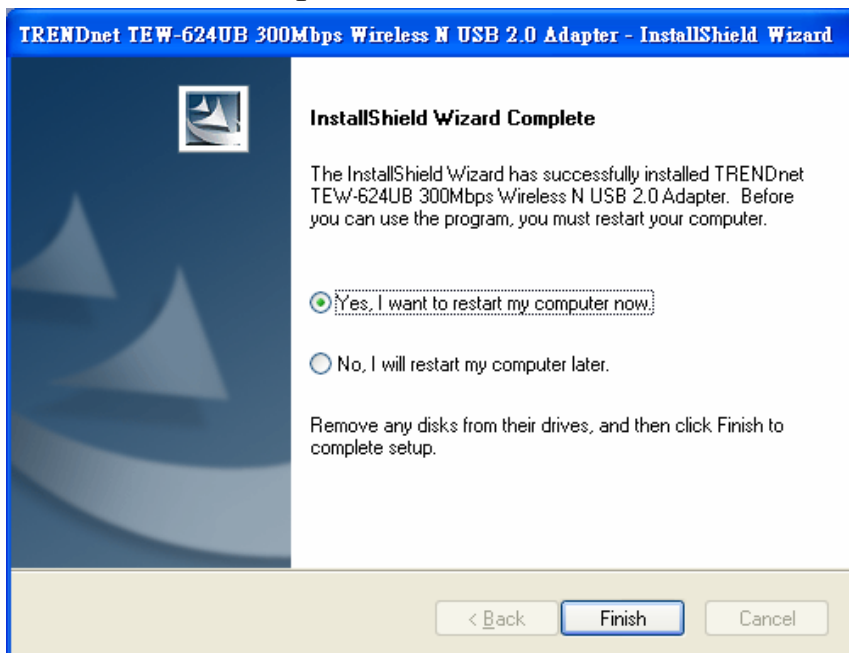 TRENDnet TEW-624UB 300Mbps Wireless N USB 2.0 Adapter - InstallShield Wizard
InstallShield Wizard Complete
The InstallShield Wizard has successfully installed TRENDnet
TEW-624UB 300Mbps Wireless N USB 2.0 Adapter. Before
you can use the program, you must restart your computer.
Yes, I want to restart my computer now.
No, I will restart my computer later.
Remove any disks from their drives, and then click Finish to
complete setup.
< Back Finish Cancel